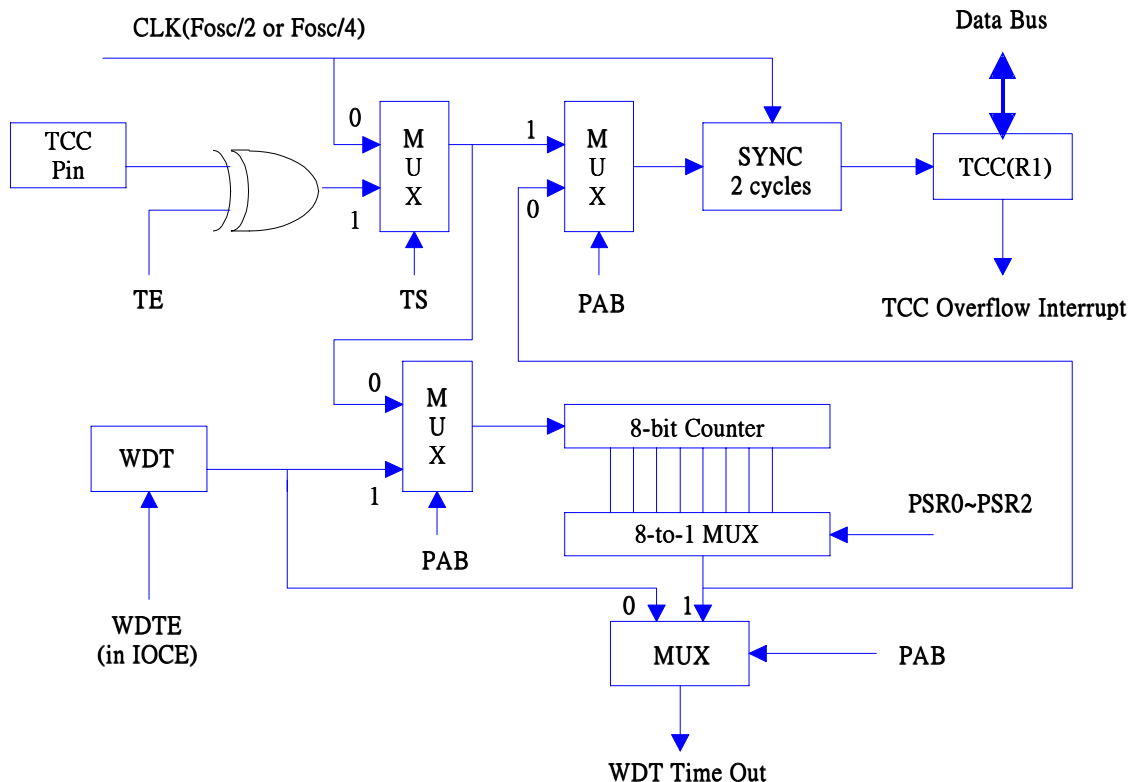 Data Bus
CLK(Fosc/2 or Fosc/4)
0
M
U
X
1
M
U
X
TCC
Pin
SYNC
2 cycles
TCC(R1)
1
0
TE
TS
PAB
TCC Overflow Interrupt
0
M
U
X
8-bit Counter
WDT
1
PSR0~PSR2
8-to-1 MUX
PAB
0
1
WDTE
(in IOCE)
MUX
PAB
WDT Time Out